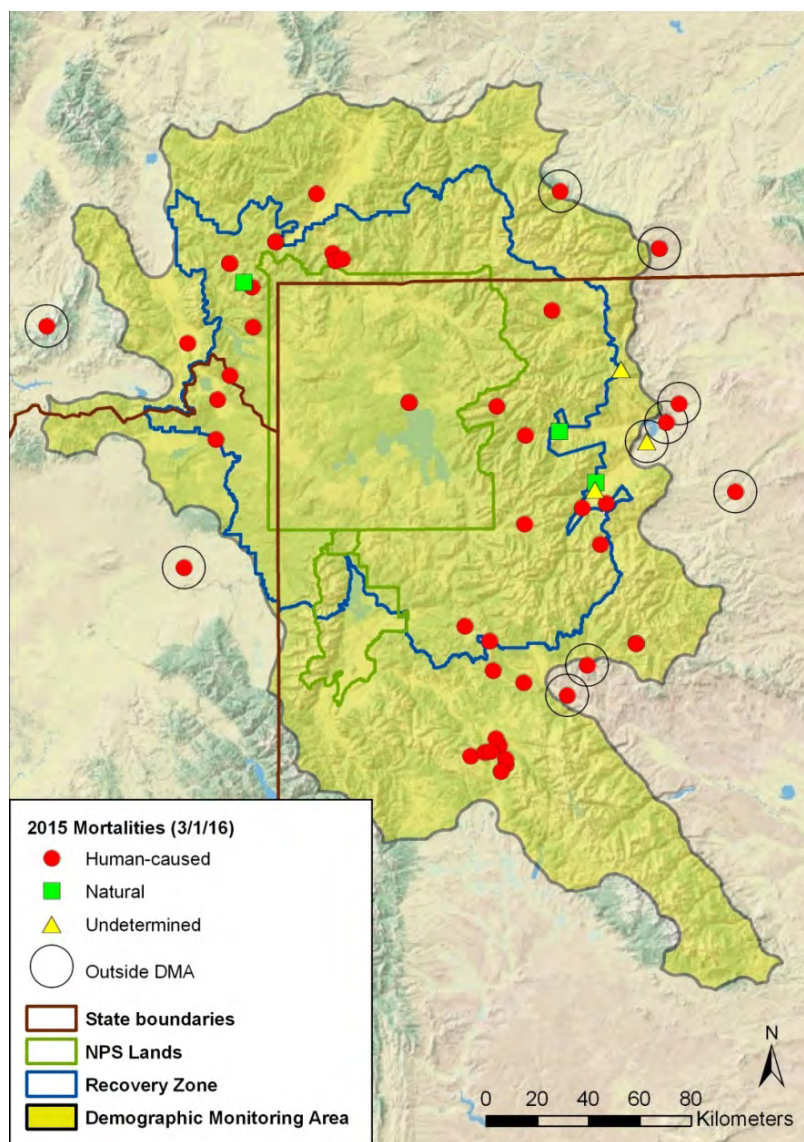 2015 Mortalities (3/1/16)
Human-caused
Natural
Undetermined
Outside DMA
State boundaries
NPS Lands
Recovery Zone
Demographic Monitoring Area
N
0 20 40 60 80
Kilometers